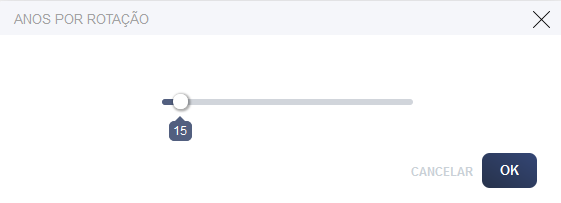 ANOS POR ROTAÇÃO
15
CANCELAR OK